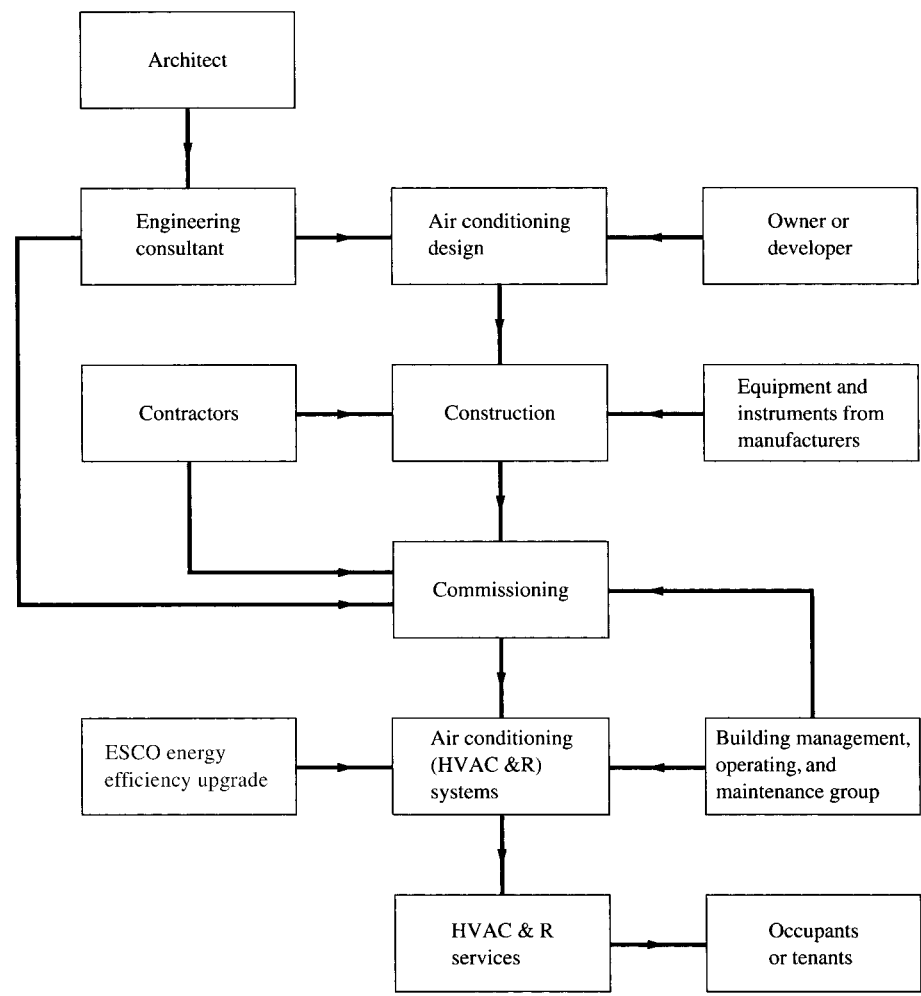 Architect
Engineering
consultant
Air conditioning
design
Owner or
developer
Contractors
Construction
Equipment and
instruments from
manufacturers
Commissioning
ESCO energy
efficiency upgrade
Air conditioning
(HVAC &R)
systems
Building management,
operating, and
maintenance group
HVAC & R
services
Occupants
or tenants